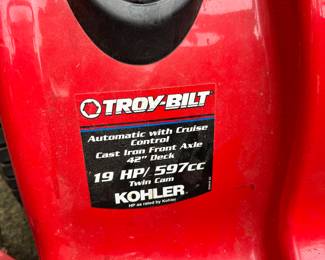 TROY-BILT
Automatic with Cruise
Control
Cast Iron Front Axle
42" Deck
19 HP/ 597cc
Twin Cam
KOHLER
HP as rated by Kohler